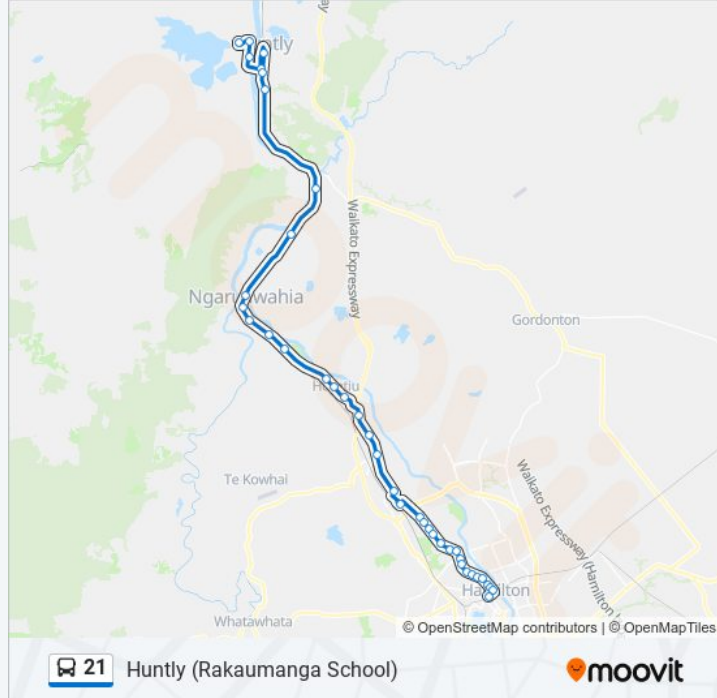 Huntly
Waikato Expressway
Ngaruawahia
Gordonton
Horotiu
Te Kowhai
Waikato Expressway (Hamilton
Hamilton
Whatawhata
© OpenStreetMap contributors | © OpenMapTiles
21 Huntly (Rakaumanga School)
moovit